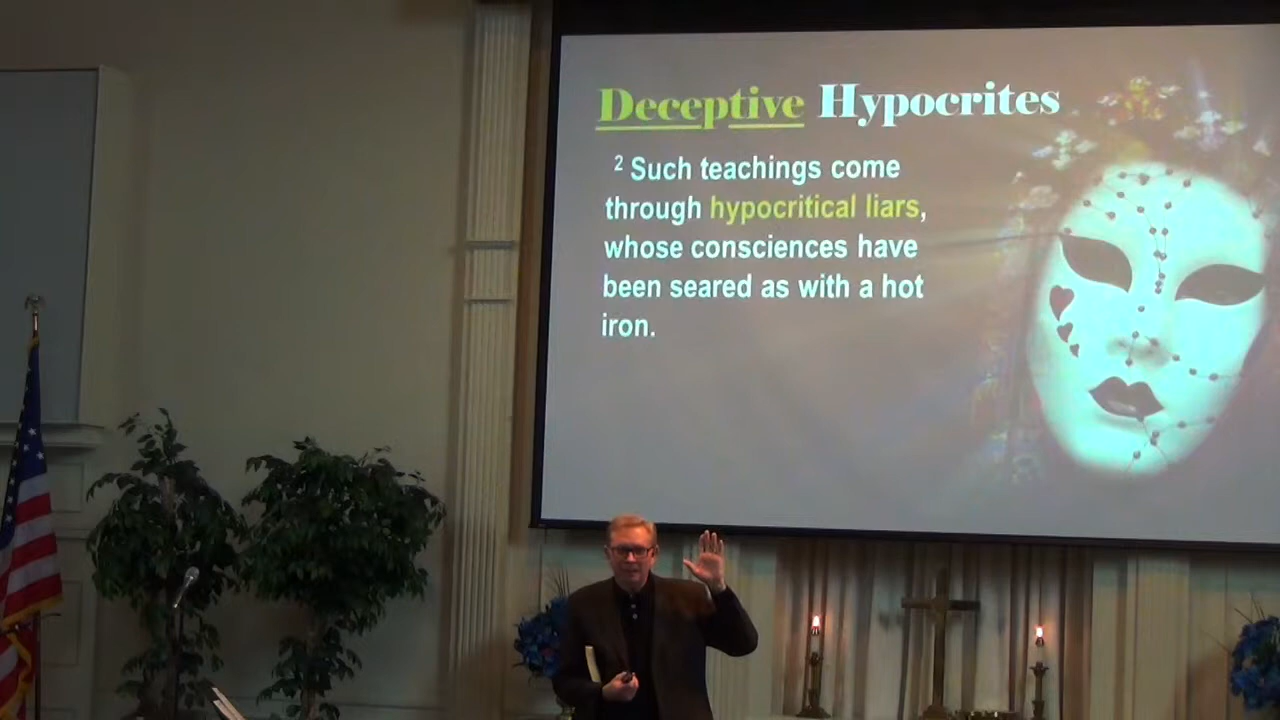 Deceptive Hypocrites
2 Such teachings come
through hypocritical liars,
whose consciences have
been seared as with a hot
iron.